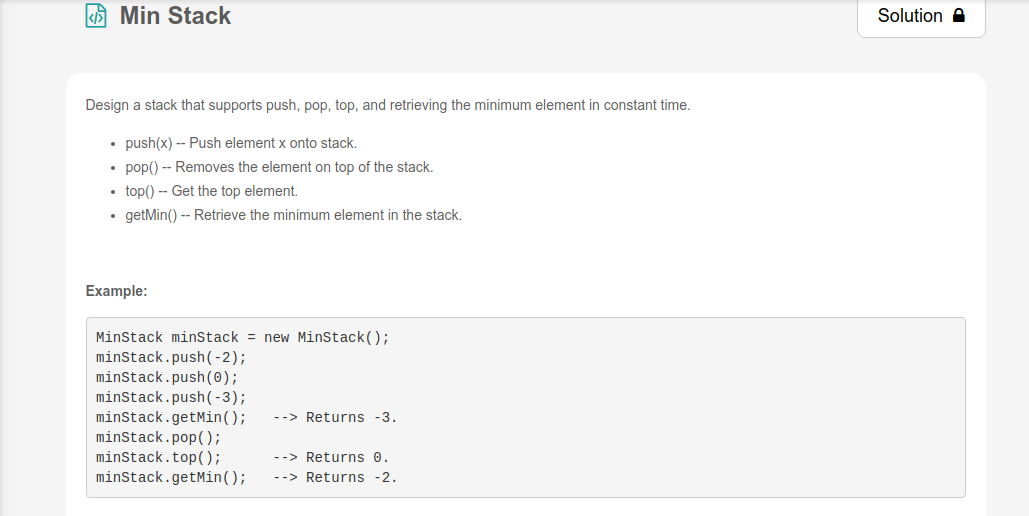 Min Stack
Solution
Design a stack that supports push, pop, top, and retrieving the minimum element in constant time.
• push(x) -- Push element x onto stack.
• pop() -- Removes the element on top of the stack.
• top() -- Get the top element.
• getMin() -- Retrieve the minimum element in the stack.
Example:
MinStack minStack = new MinStack();
minStack.push(-2);
minStack.push(0);
minStack.push(-3);
minStack.getMin();   --> Returns -3.
minStack.pop();
minStack.top();      --> Returns 0.
minStack.getMin();   --> Returns -2.